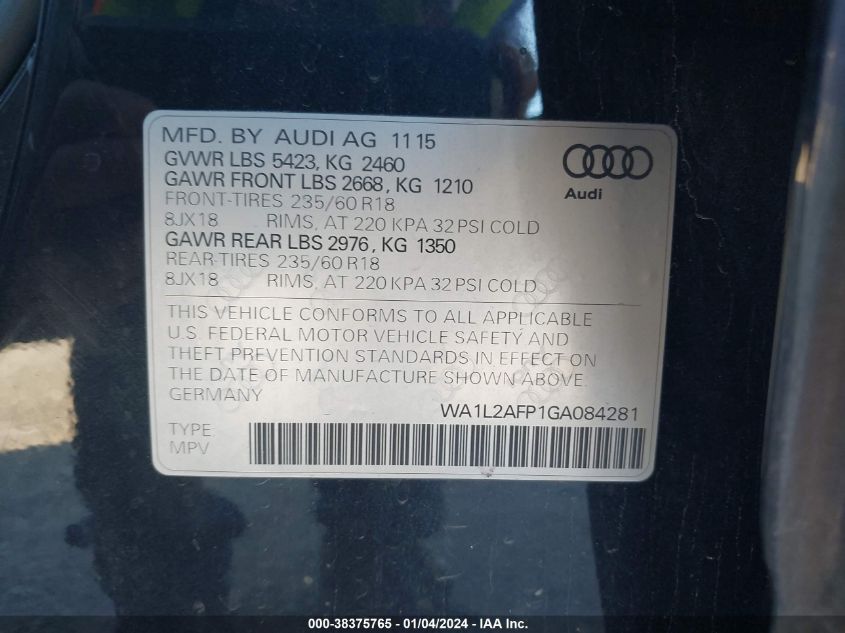 MFD. BY AUDI AG 11 15
GVWR LBS 5423, KG 2460
GAWR FRONT LBS 2668, KG 1210
FRONT-TIRES 235/60 R18
8JX18 RIMS, AT 220 KPA 32 PSI COLD
GAWR REAR LBS 2976, KG 1350
REAR-TIRES 235/60 R18
8JX18 RIMS, AT 220 KPA 32 PSI COLD
Audi
THIS VEHICLE CONFORMS TO ALL APPLICABLE
U.S. FEDERAL MOTOR VEHICLE SAFETY AND
THEFT PREVENTION STANDARDS IN EFFECT ON
THE DATE OF MANUFACTURE SHOWN ABOVE.
GERMANY
WA1L2AFP1GA084281
TYPE
MPV
000-38375765 - 01/04/2024 - IAA Inc.